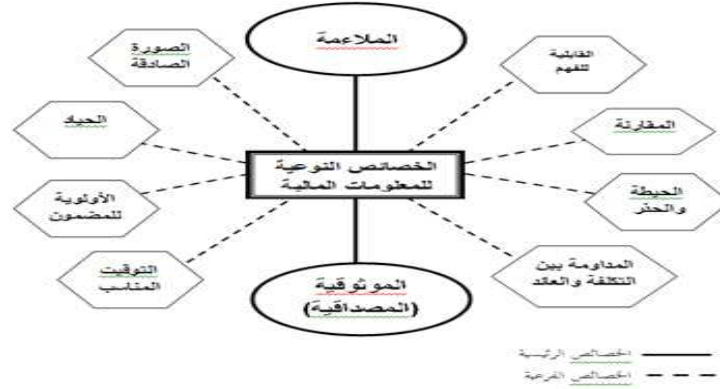 الملاءمة
الصورة
الصادقة
القابلية
للفهم
الحياد
المقارنة
الخصائص النوعية
للمعلومات المالية
الأولوية
للمضمون
الحيطة
والحذر
التوقيت
المناسب
المداومة بين
التكلفة والعائد
الموثوقية
(المصداقية)
الخصائص الرئيسية
الخصائص الفرعية